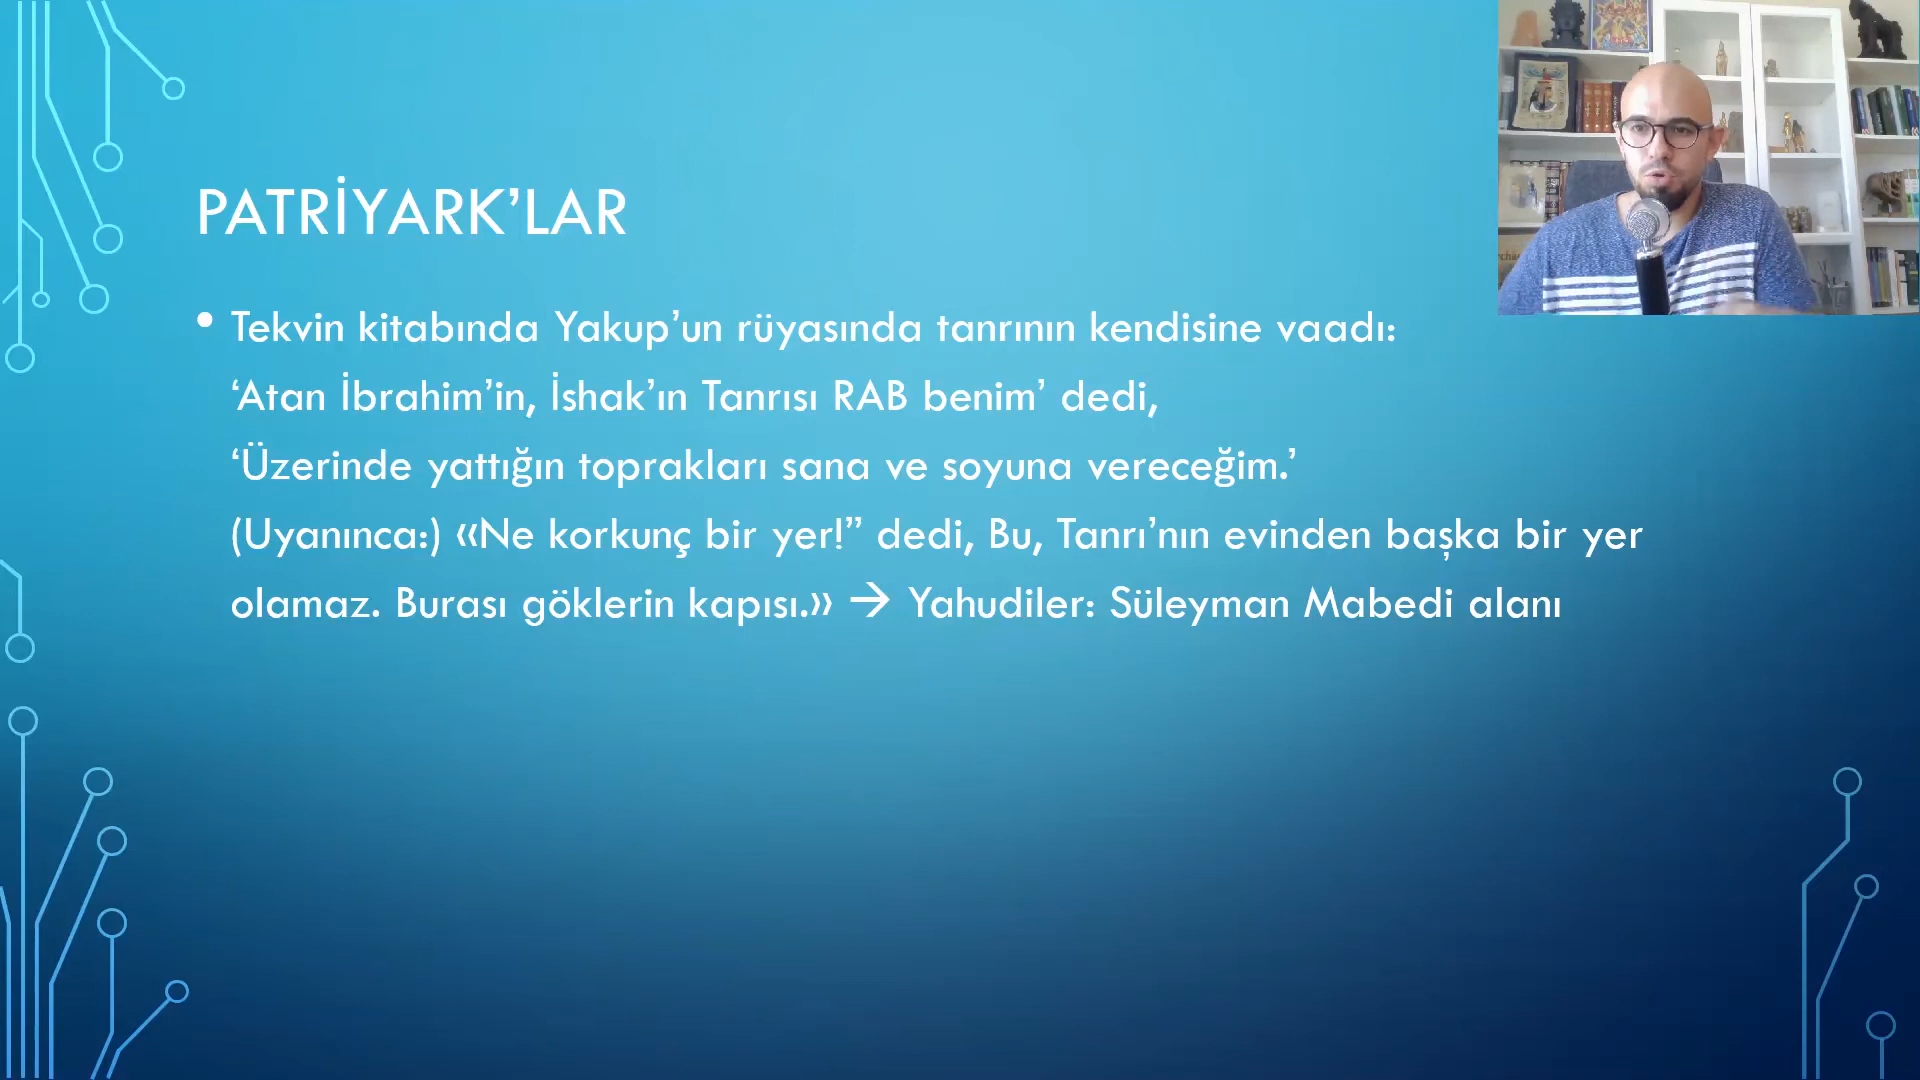 PATRİYARK’LAR
• Tekvin kitabında Yakup’un rüyasında tanrının kendisine vaadı:
‘Atan İbrahim’in, İshak’ın Tanrısı RAB benim’ dedi,
‘Üzerinde yattığın toprakları sana ve soyuna vereceğim.’
(Uyanınca:) «Ne korkunç bir yer!” dedi, Bu, Tanrı’nın evinden başka bir yer
olamaz. Burası göklerin kapısı.» → Yahudiler: Süleyman Mabedi alanı